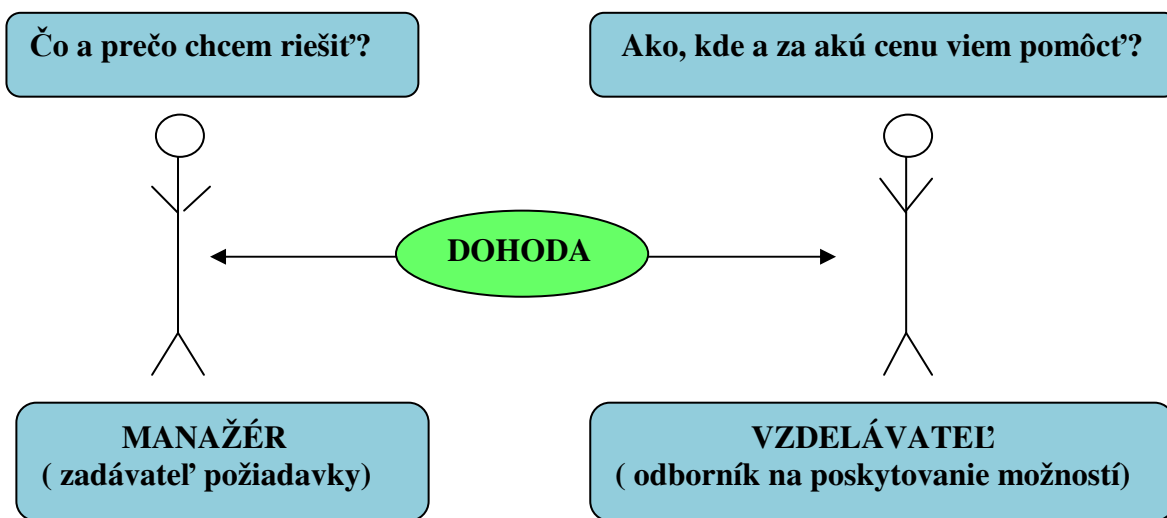 Čo a prečo chcem riešiť?
Ako, kde a za akú cenu viem pomôcť?
DOHODA
MANAŽÉR
( zadávateľ požiadavky)
VZDELÁVATEĽ
( odborník na poskytovanie možností)